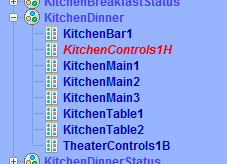 KitchenBreakfastStatus
KitchenDinner
KitchenBar1
KitchenControls1H
KitchenMain1
KitchenMain2
KitchenMain3
KitchenTable1
KitchenTable2
TheaterControls1B
KitchenDinnerStatus